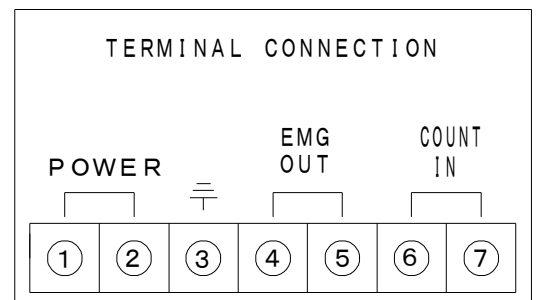 TERMINAL CONNECTION
POWER
EMG
OUT
COUNT
IN
① ② ③ ④ ⑤ ⑥ ⑦